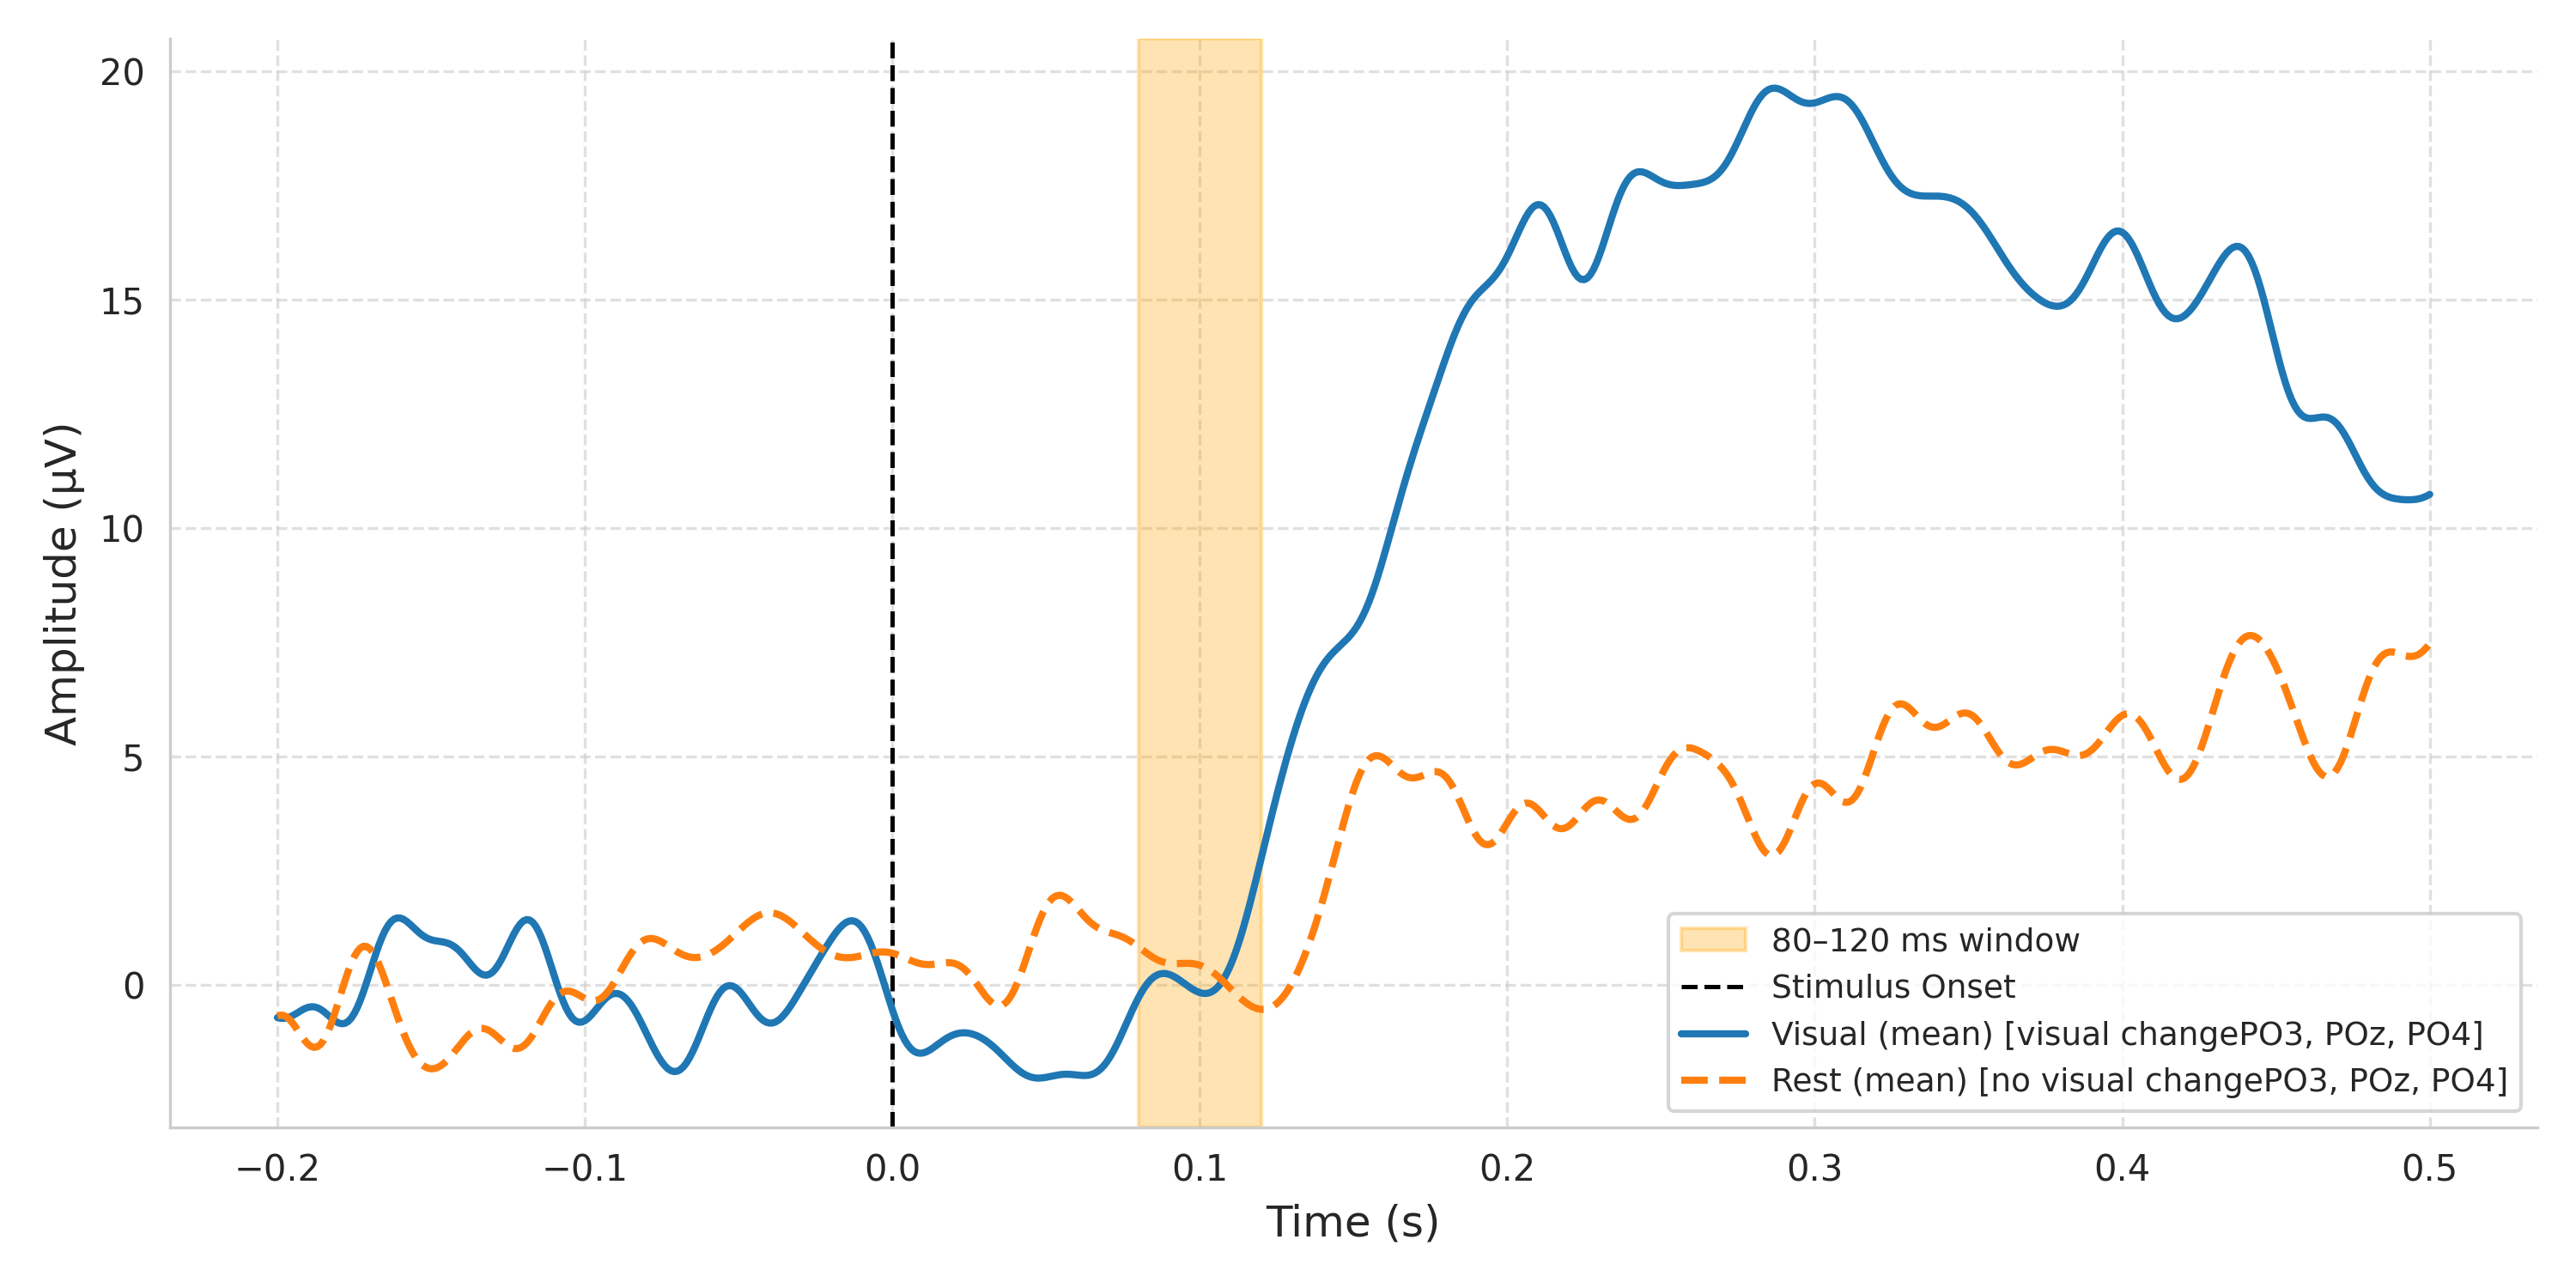 20
15
10
5
0
Amplitude (µV)
−0.2
−0.1
0.0
0.1
0.2
0.3
0.4
0.5
Time (s)
80–120 ms window
Stimulus Onset
Visual (mean) [visual changePO3, POz, PO4]
Rest (mean) [no visual changePO3, POz, PO4]